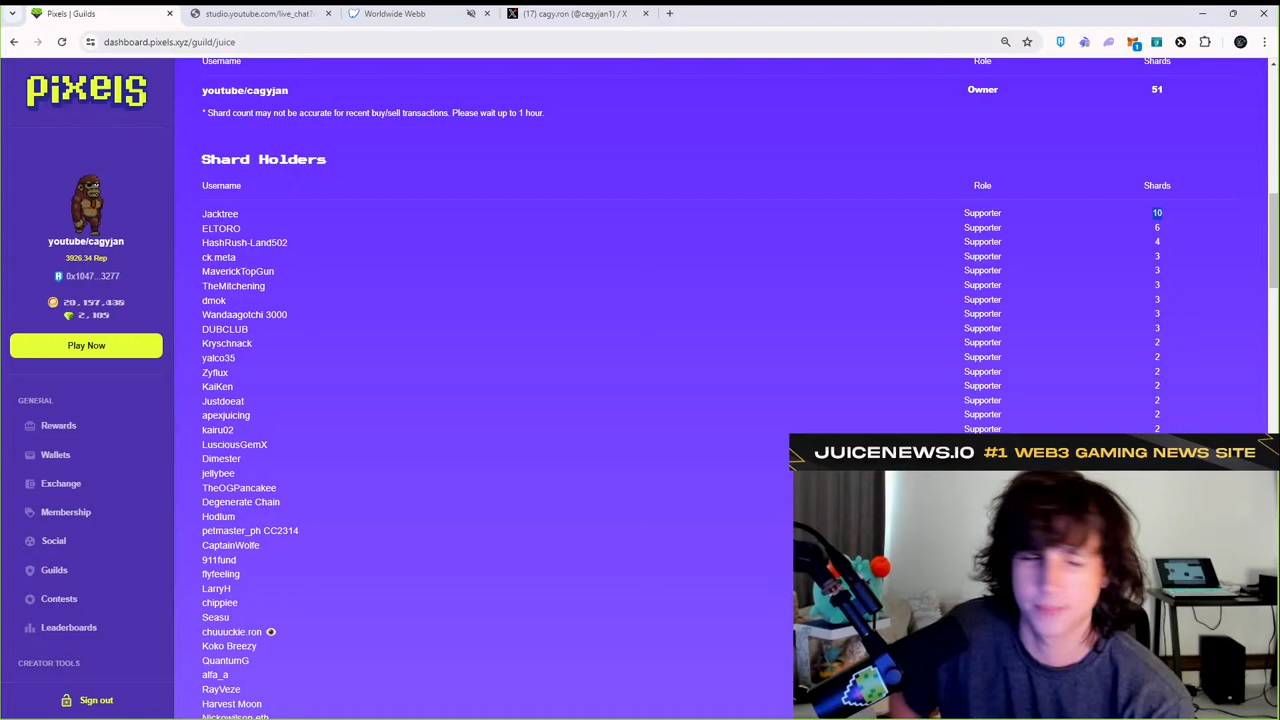 Pixels | Guilds
studio.youtube.com/live_chat?
Worldwide Webb
(17) cagy.ron (@cagyjan1) / X
dashboard.pixels.xyz/guild/juice
pixels
youtube/cagyjan
3926.34 Rep
0x1047...3277
20,197,438
2,109
Play Now
GENERAL
Rewards
Wallets
Exchange
Membership
Social
Guilds
Contests
Leaderboards
CREATOR TOOLS
Sign out
Username Role Shards
youtube/cagyjan Owner 51
* Shard count may not be accurate for recent buy/sell transactions. Please wait up to 1 hour.
Shard Holders
Username Role Shards
Jacktree Supporter 10
ELTORO Supporter 6
HashRush-Land502 Supporter 4
ck.meta Supporter 3
MaverickTopGun Supporter 3
TheMitchening Supporter 3
dmok Supporter 3
Wandaagotchi 3000 Supporter 3
DUBCLUB Supporter 3
Kryschnack Supporter 2
yalco35 Supporter 2
Zyflux Supporter 2
KaiKen Supporter 2
Justdoeat Supporter 2
apexjuicing Supporter 2
kairu02 Supporter 2
LusciousGemX
Dimester
jellybee
TheOGPancakee
Degenerate Chain
Hodlum
petmaster_ph CC2314
CaptainWolfe
911fund
flyfeeling
LarryH
chippiee
Seasu
chuuuckie.ron
Koko Breezy
QuantumG
alfa_a
RayVeze
Harvest Moon
Nickowilson.eth
JUICENEWS.IO #1 WEB3 GAMING NEWS SITE